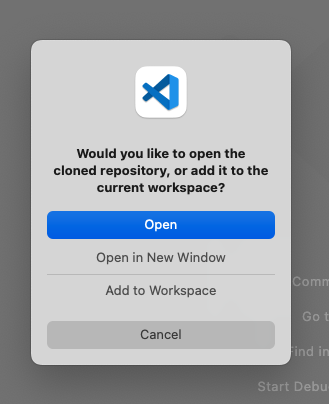 Would you like to open the
cloned repository, or add it to the
current workspace?
Open
Open in New Window
Add to Workspace
Comm
Go t
Find in
Cancel
Start Debu